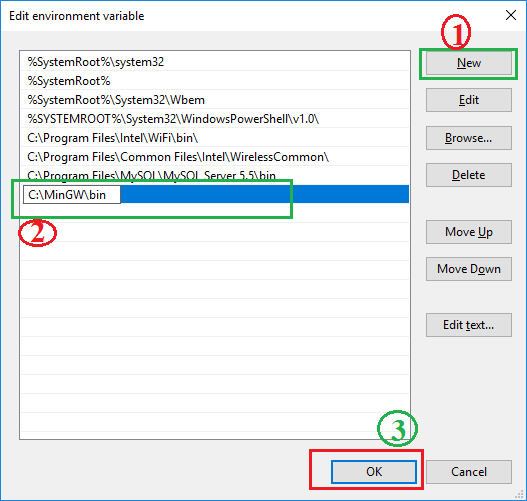 Edit environment variable
1
%SystemRoot%\system32
New
%SystemRoot%
%SystemRoot%\System32\Wbem
Edit
%SYSTEMROOT%\System32\WindowsPowerShell\v1.0\
C:\Program Files\Intel\WiFi\bin\
Browse...
C:\Program Files\Common Files\Intel\WirelessCommon\
C:\Program Files\MySQL\MySQL Server 5.5\bin
Delete
C:\MinGW\bin
2
Move Up
Move Down
Edit text...
3
OK
Cancel